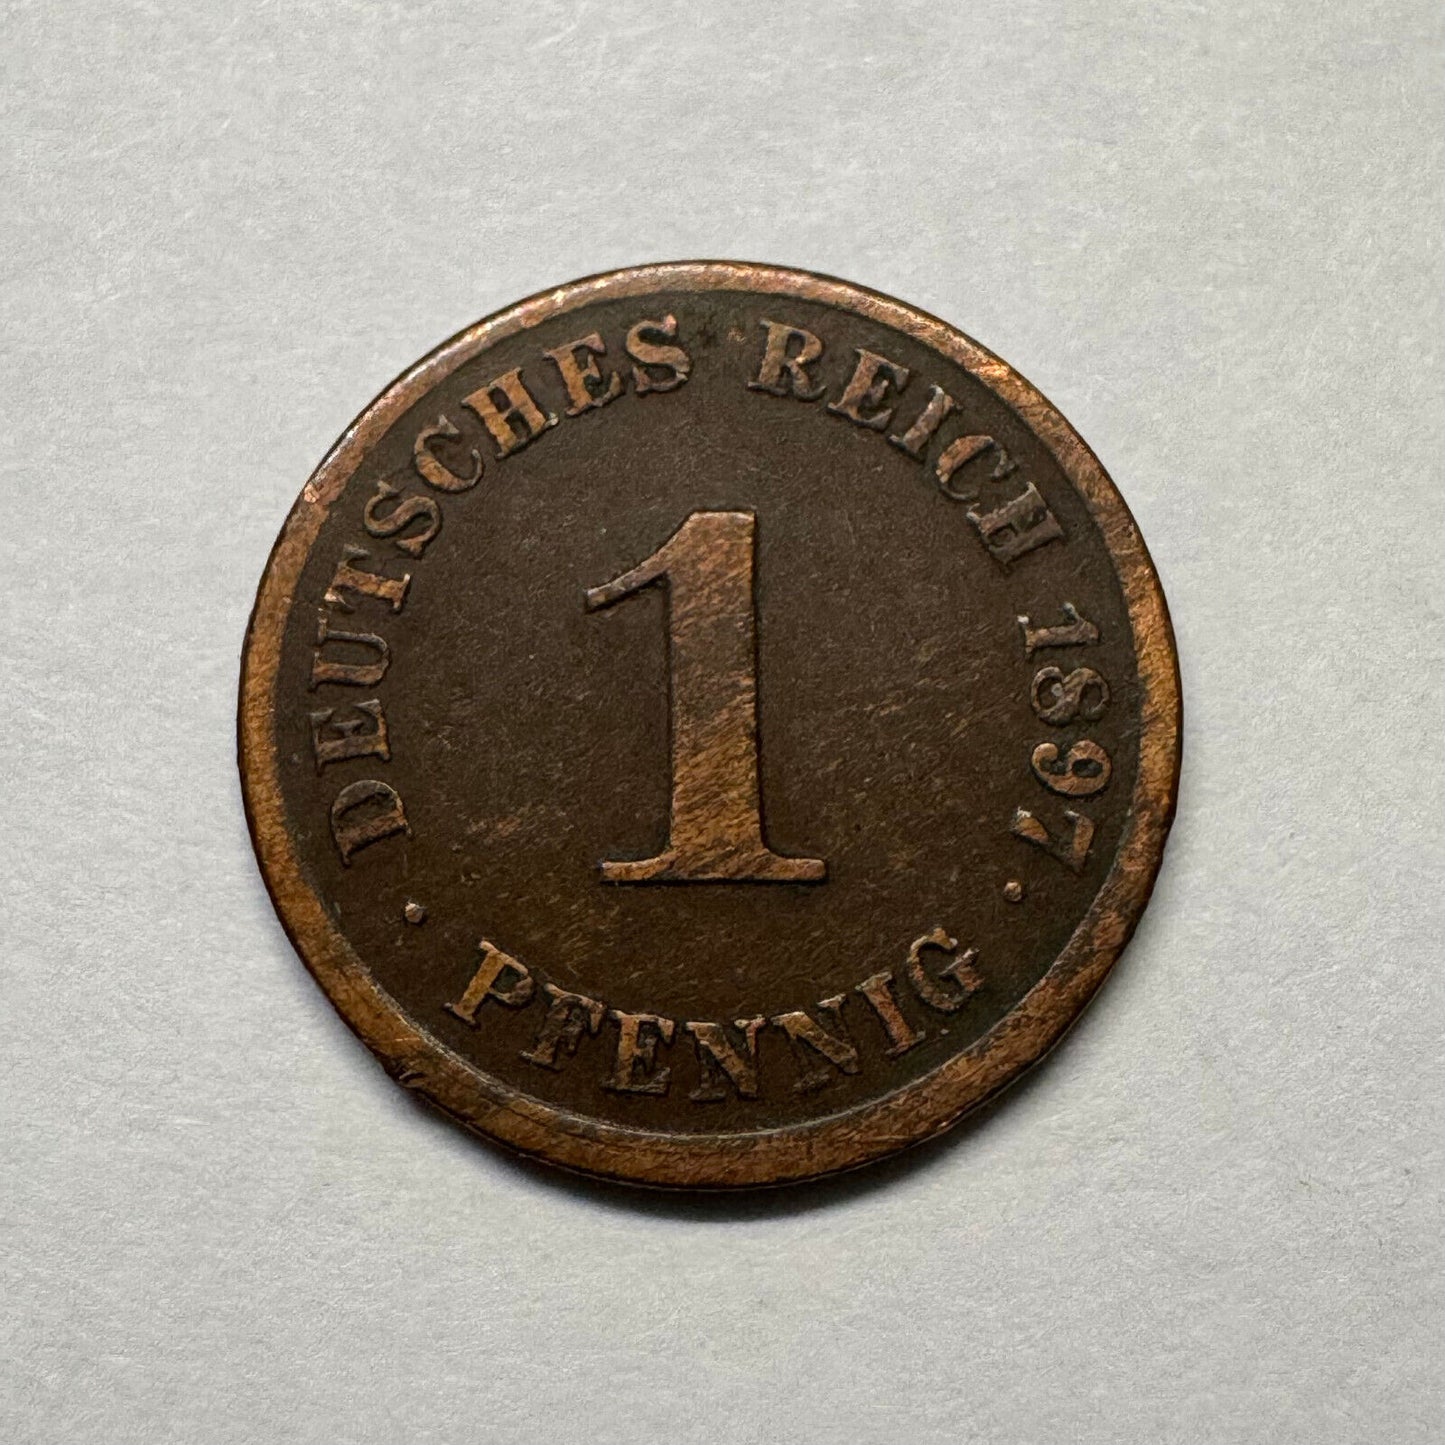 DEUTSCHES REICH 1897
1
· PFENNIG ·